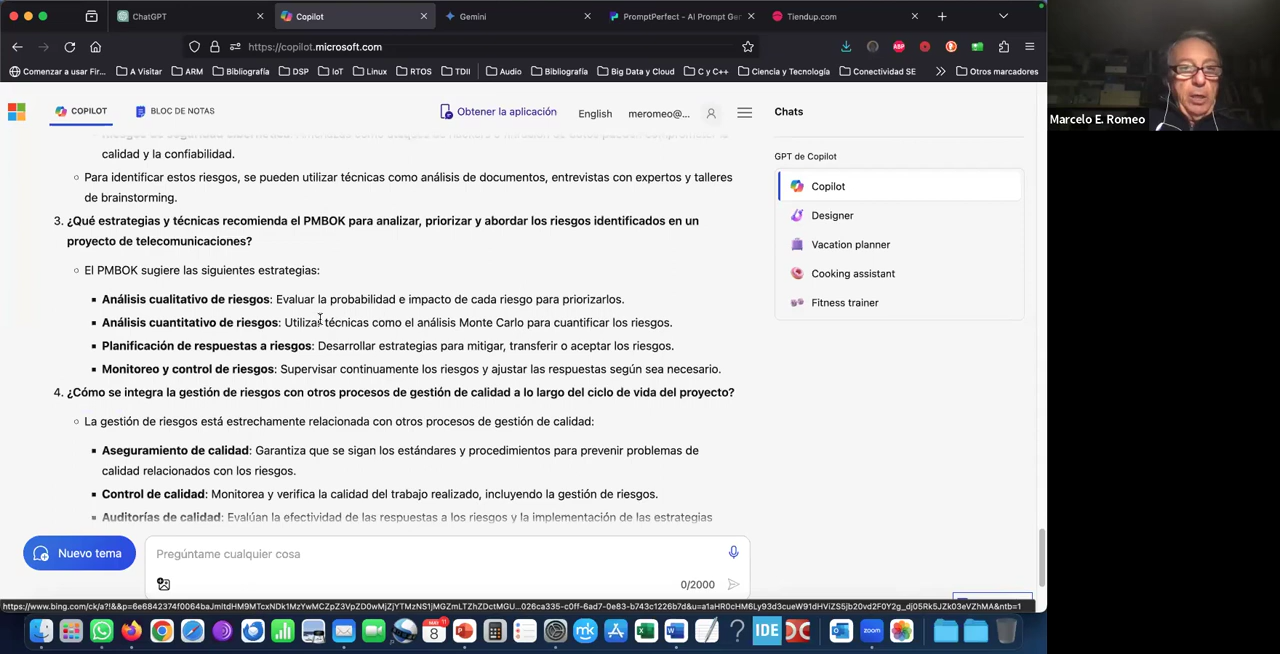 ChatGPT
Copilot
Gemini
PromptPerfect - AI Prompt Ger
Tiendup.com
https://copilot.microsoft.com
Comenzar a usar Fir...
A Visitar
ARM
Bibliografía
DSP
IoT
Linux
RTOS
TDII
Audio
Bibliografía
Big Data y Cloud
C y C++
Ciencia y Tecnología
Conectividad SE
Otros marcadores
COPILOT
BLOC DE NOTAS
Obtener la aplicación
English
meromeo@...
Chats
Marcelo E. Romeo
calidad y la confiabilidad.
Para identificar estos riesgos, se pueden utilizar técnicas como análisis de documentos, entrevistas con expertos y talleres
de brainstorming.
3. ¿Qué estrategias y técnicas recomienda el PMBOK para analizar, priorizar y abordar los riesgos identificados en un
proyecto de telecomunicaciones?
El PMBOK sugiere las siguientes estrategias:
Análisis cualitativo de riesgos: Evaluar la probabilidad e impacto de cada riesgo para priorizarlos.
Análisis cuantitativo de riesgos: Utilizar técnicas como el análisis Monte Carlo para cuantificar los riesgos.
Planificación de respuestas a riesgos: Desarrollar estrategias para mitigar, transferir o aceptar los riesgos.
Monitoreo y control de riesgos: Supervisar continuamente los riesgos y ajustar las respuestas según sea necesario.
4. ¿Cómo se integra la gestión de riesgos con otros procesos de gestión de calidad a lo largo del ciclo de vida del proyecto?
La gestión de riesgos está estrechamente relacionada con otros procesos de gestión de calidad:
Aseguramiento de calidad: Garantiza que se sigan los estándares y procedimientos para prevenir problemas de
calidad relacionados con los riesgos.
Control de calidad: Monitorea y verifica la calidad del trabajo realizado, incluyendo la gestión de riesgos.
Auditorías de calidad: Evalúan la efectividad de las respuestas a los riesgos y la implementación de las estrategias
GPT de Copilot
Copilot
Designer
Vacation planner
Cooking assistant
Fitness trainer
Nuevo tema
Pregúntame cualquier cosa
0/2000
MAY
8
IDE
zoom